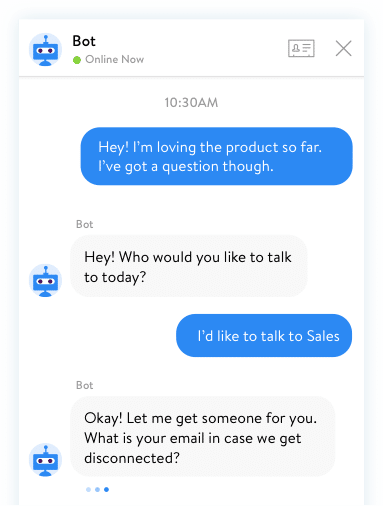 Bot
Online Now
10:30AM
Hey! I’m loving the product so far.
I’ve got a question though.
Bot
Hey! Who would you like to talk
to today?
I’d like to talk to Sales
Bot
Okay! Let me get someone for you.
What is your email in case we get
disconnected?